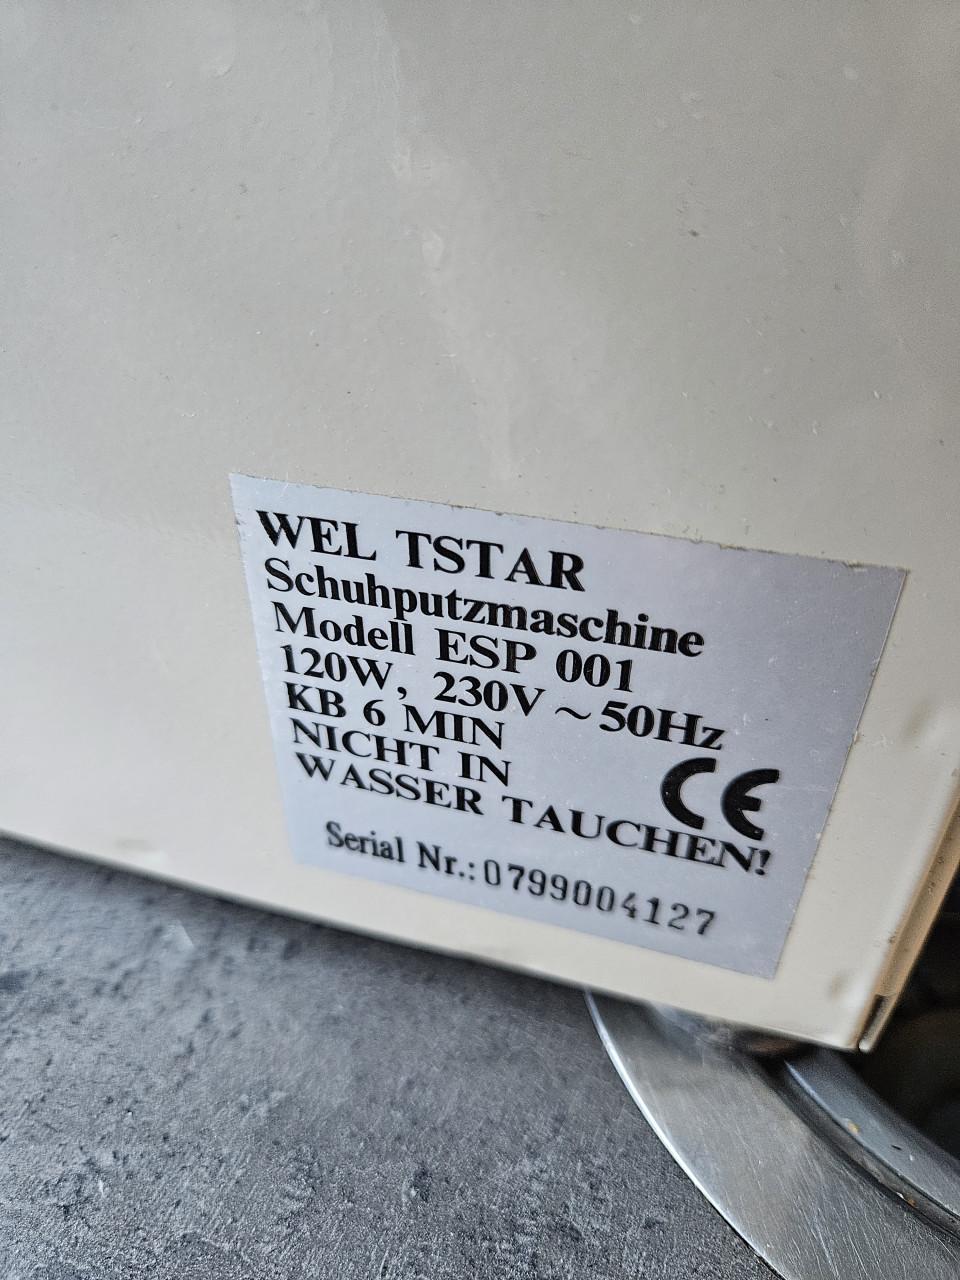 WEL TSTAR
Schuhputzmaschine
Modell ESP 001
120W, 230V ~ 50Hz
KB 6 MIN
NICHT IN
WASSER TAUCHEN!
CE
Serial Nr.: 0799004127